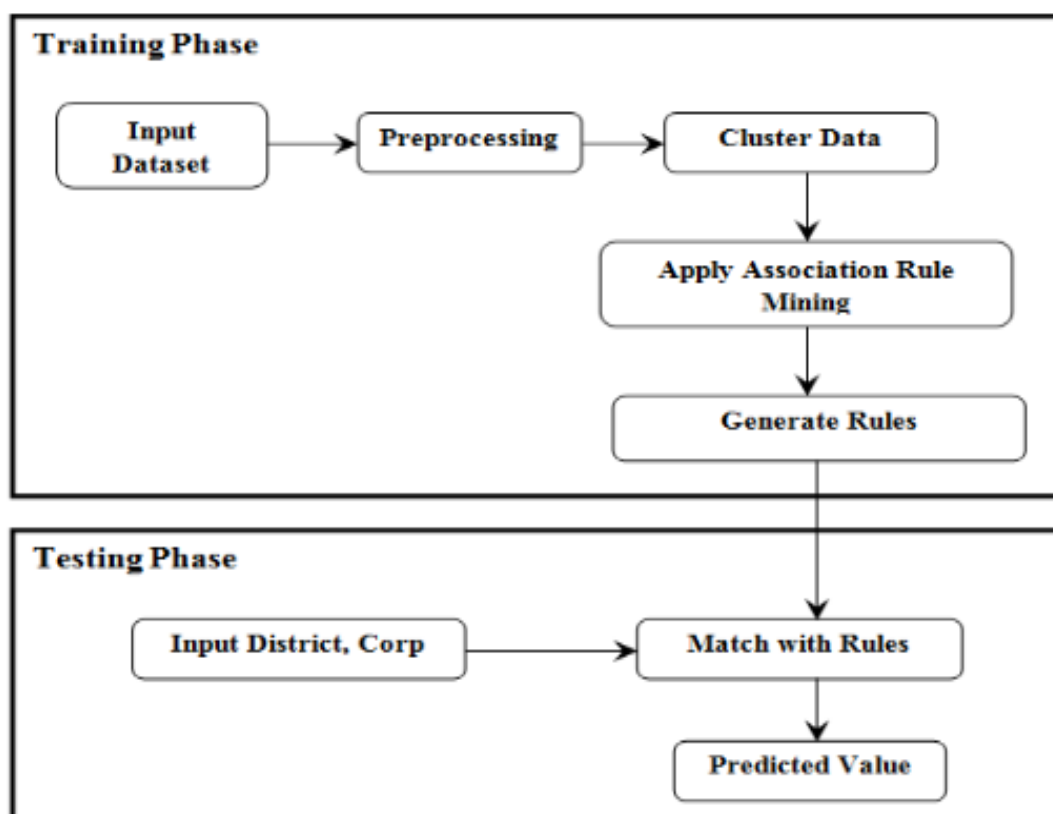 Training Phase
Input
Dataset
Preprocessing
Cluster Data
Apply Association Rule
Mining
Generate Rules
Testing Phase
Input District, Corp
Match with Rules
Predicted Value